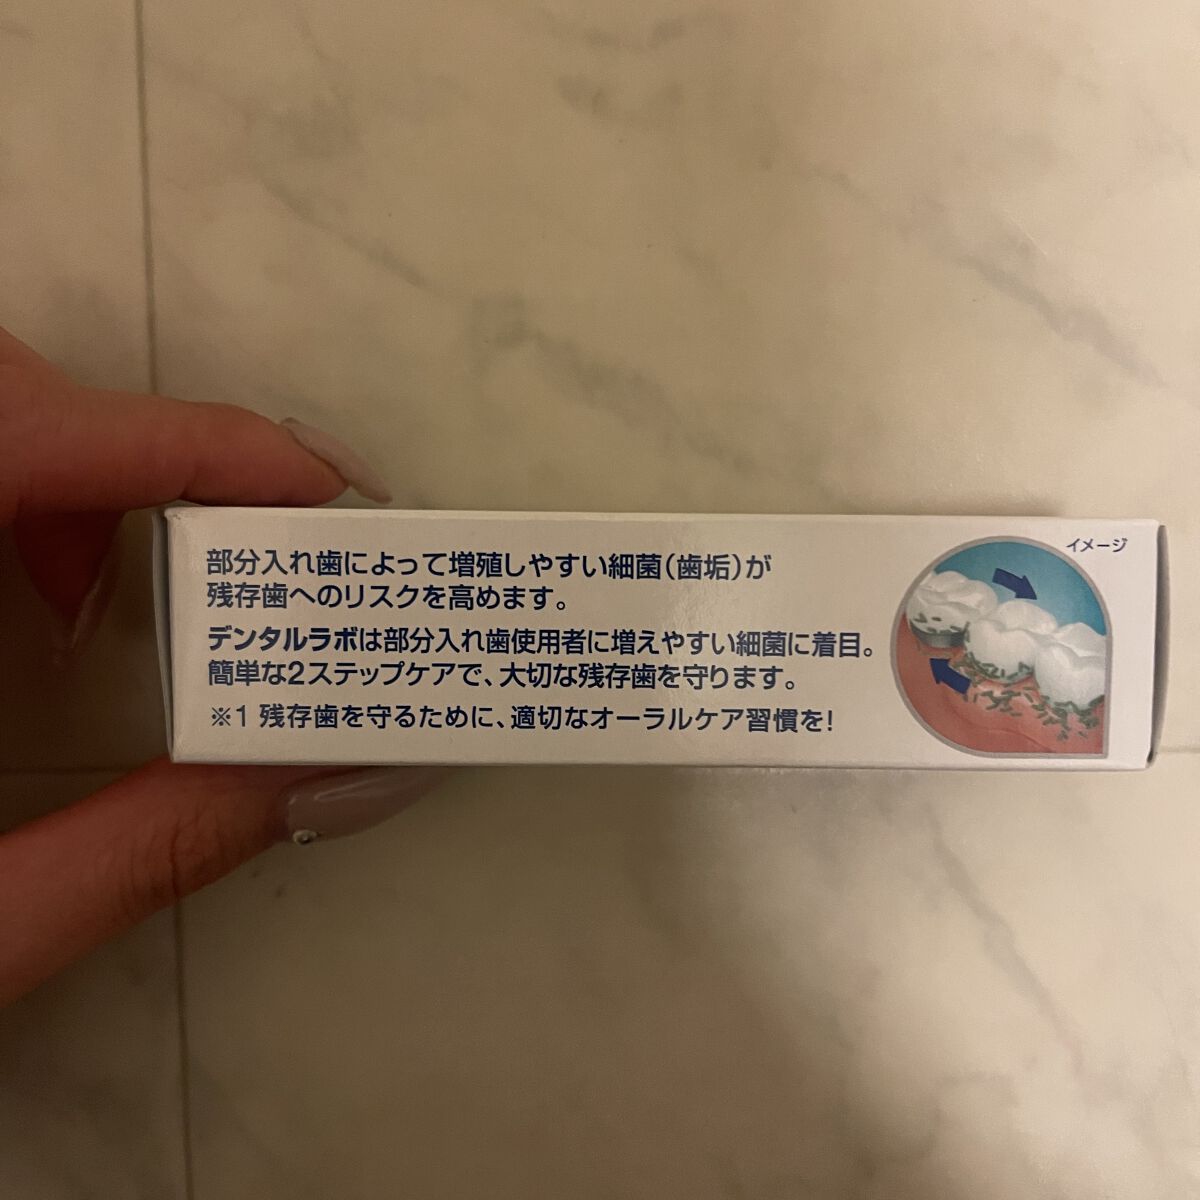 部分入れ歯によって増殖しやすい細菌(歯垢)が
残存歯へのリスクを高めます。
デンタルラボは部分入れ歯使用者に増えやすい細菌に着目。
簡単な2ステップケアで、大切な残存歯を守ります。
※1 残存歯を守るために、適切なオーラルケア習慣を!
イメージ